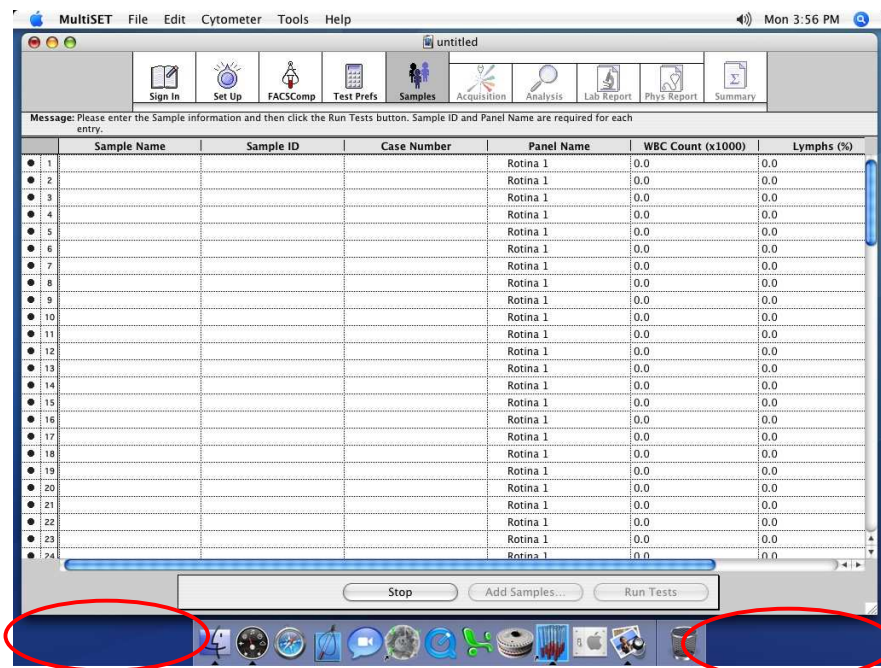 MultiSET File Edit Cytometer Tools Help Mon 3:56 PM
untitled
Sign In Set Up FACSComp Test Prefs Samples Acquisition Analysis Lab Report Phys Report Summary
Message: Please enter the Sample information and then click the Run Tests button. Sample ID and Panel Name are required for each
entry.
Sample Name Sample ID Case Number Panel Name WBC Count (x1000) Lymphs (%)
1 Rotina 1 0.0 0.0
2 Rotina 1 0.0 0.0
3 Rotina 1 0.0 0.0
4 Rotina 1 0.0 0.0
5 Rotina 1 0.0 0.0
6 Rotina 1 0.0 0.0
7 Rotina 1 0.0 0.0
8 Rotina 1 0.0 0.0
9 Rotina 1 0.0 0.0
10 Rotina 1 0.0 0.0
11 Rotina 1 0.0 0.0
12 Rotina 1 0.0 0.0
13 Rotina 1 0.0 0.0
14 Rotina 1 0.0 0.0
15 Rotina 1 0.0 0.0
16 Rotina 1 0.0 0.0
17 Rotina 1 0.0 0.0
18 Rotina 1 0.0 0.0
19 Rotina 1 0.0 0.0
20 Rotina 1 0.0 0.0
21 Rotina 1 0.0 0.0
22 Rotina 1 0.0 0.0
23 Rotina 1 0.0 0.0
24 Rotina 1 0.0 0.0
Stop Add Samples... Run Tests